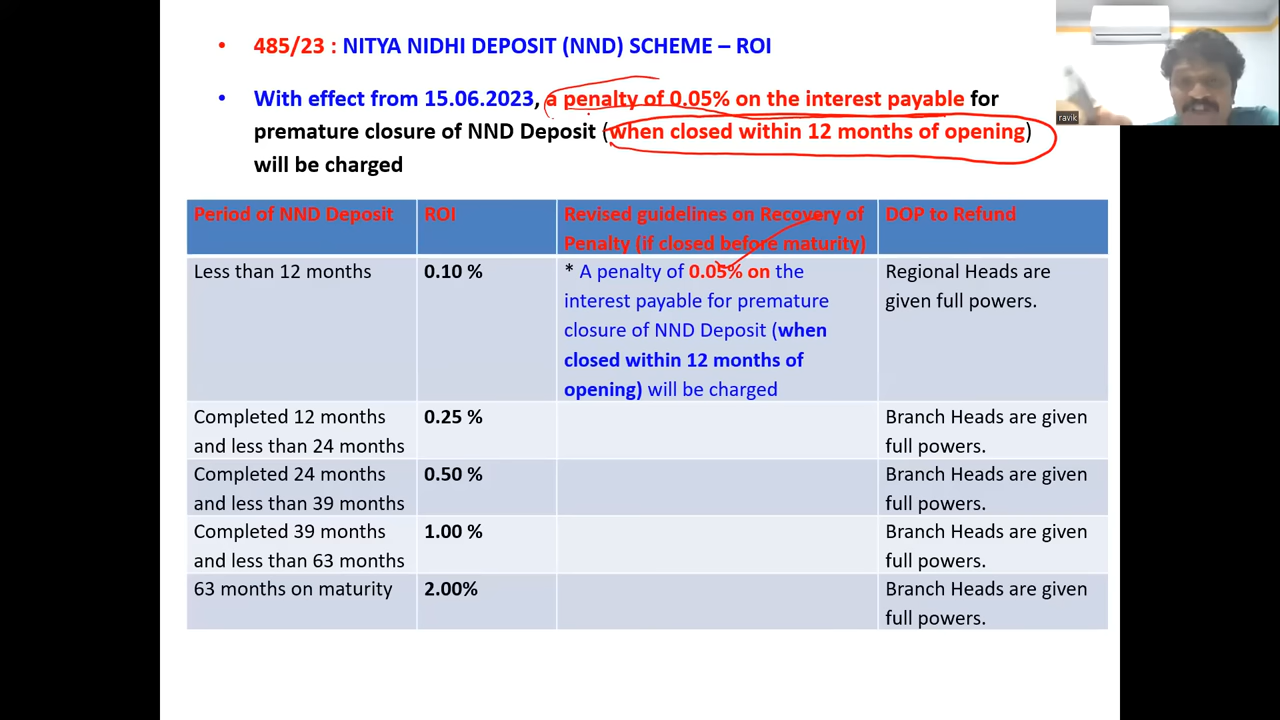 • 485/23 : NITYA NIDHI DEPOSIT (NND) SCHEME – ROI
• With effect from 15.06.2023, a penalty of 0.05% on the interest payable for
premature closure of NND Deposit (when closed within 12 months of opening)
will be charged
ravik
Period of NND Deposit
ROI
Revised guidelines on Recovery of
Penalty (if closed before maturity)
DOP to Refund
Less than 12 months
0.10 %
* A penalty of 0.05% on the
interest payable for premature
closure of NND Deposit (when
closed within 12 months of
opening) will be charged
Regional Heads are
given full powers.
Completed 12 months
and less than 24 months
0.25 %
Branch Heads are given
full powers.
Completed 24 months
and less than 39 months
0.50 %
Branch Heads are given
full powers.
Completed 39 months
and less than 63 months
1.00 %
Branch Heads are given
full powers.
63 months on maturity
2.00%
Branch Heads are given
full powers.